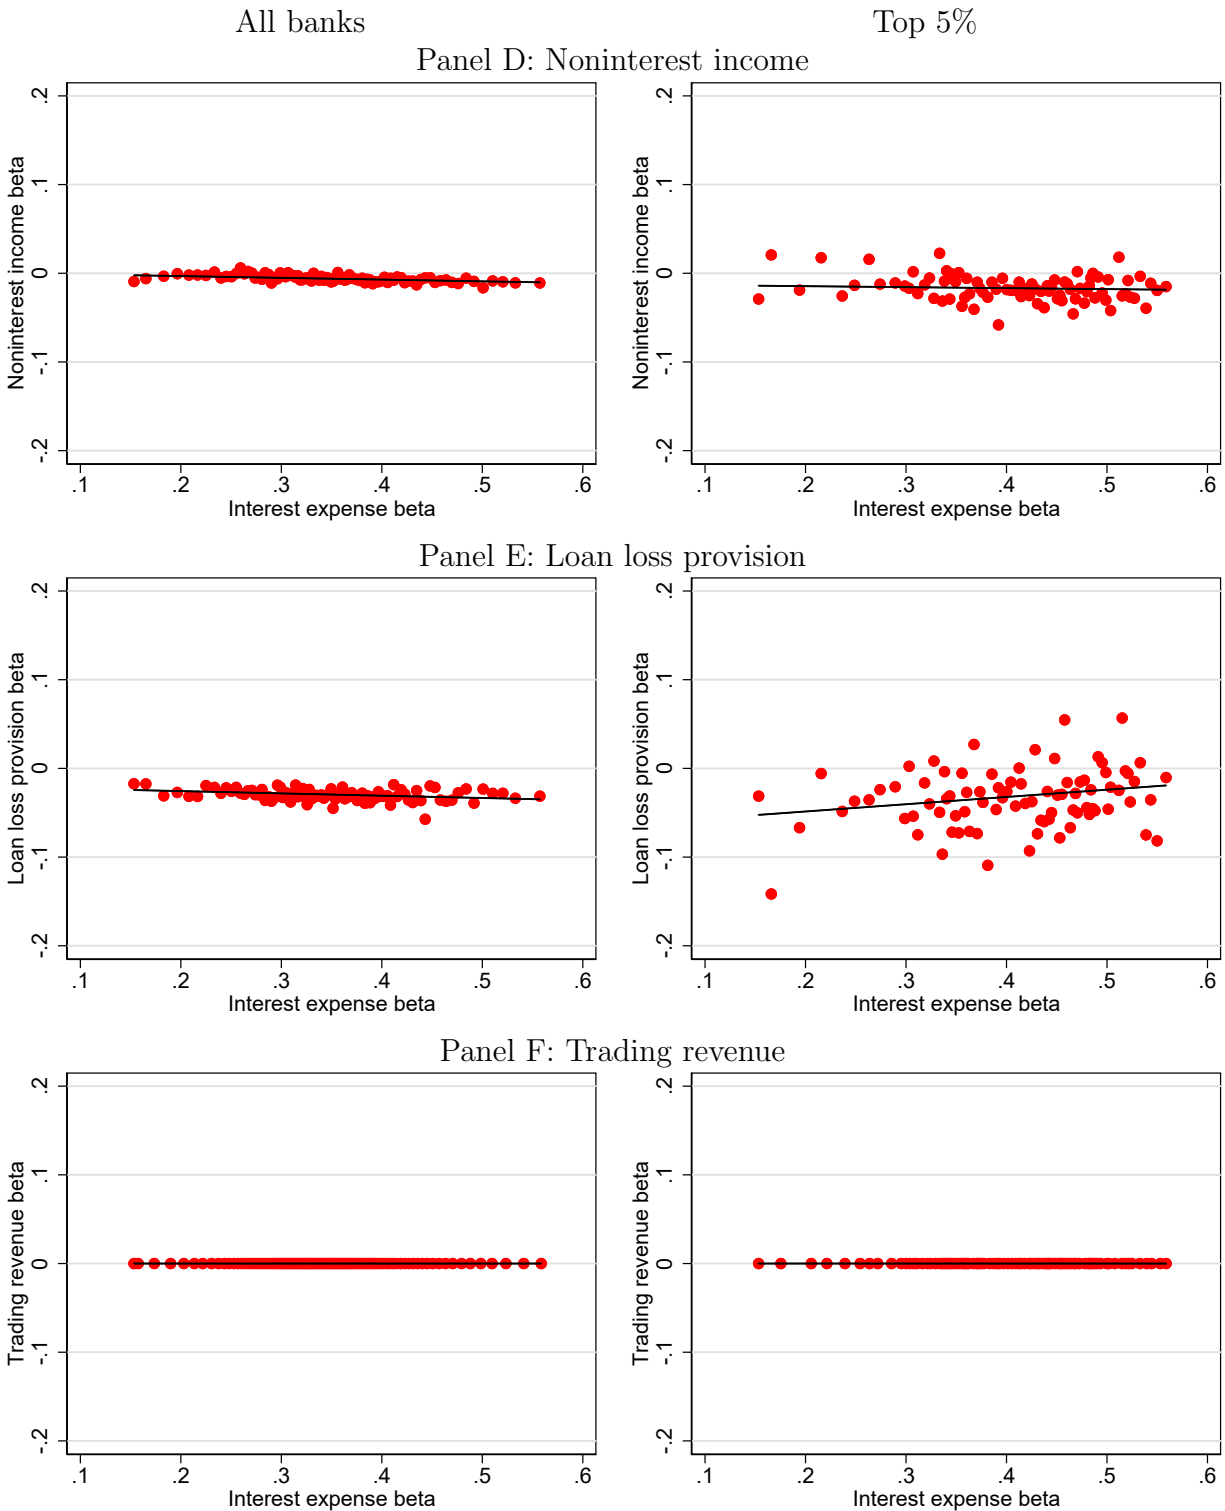 All banks
Top 5%
Panel D: Noninterest income
Noninterest income beta
.2
.1
0
-.1
-.2
.1 .2 .3 .4 .5 .6
Interest expense beta
Noninterest income beta
.2
.1
0
-.1
-.2
.1 .2 .3 .4 .5 .6
Interest expense beta
Panel E: Loan loss provision
Loan loss provision beta
.2
.1
0
-.1
-.2
.1 .2 .3 .4 .5 .6
Interest expense beta
Loan loss provision beta
.2
.1
0
-.1
-.2
.1 .2 .3 .4 .5 .6
Interest expense beta
Panel F: Trading revenue
Trading revenue beta
.2
.1
0
-.1
-.2
.1 .2 .3 .4 .5 .6
Interest expense beta
Trading revenue beta
.2
.1
0
-.1
-.2
.1 .2 .3 .4 .5 .6
Interest expense beta